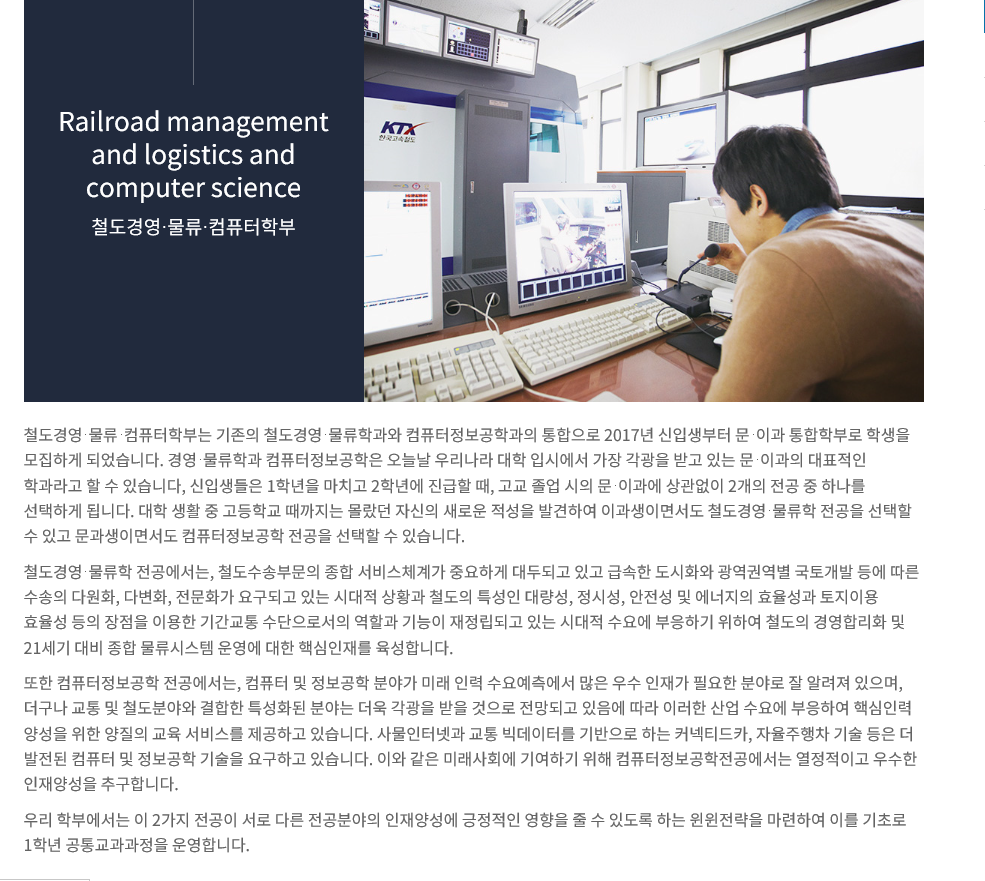 Railroad management
and logistics and
computer science
철도경영·물류·컴퓨터학부
KTX
한국고속철도
철도경영·물류·컴퓨터학부는 기존의 철도경영·물류학과와 컴퓨터정보공학과의 통합으로 2017년 신입생부터 문·이과 통합학부로 학생을
모집하게 되었습니다. 경영·물류학과 컴퓨터정보공학은 오늘날 우리나라 대학 입시에서 가장 각광을 받고 있는 문·이과의 대표적인
학과라고 할 수 있습니다, 신입생들은 1학년을 마치고 2학년에 진급할 때, 고교 졸업 시의 문·이과에 상관없이 2개의 전공 중 하나를
선택하게 됩니다. 대학 생활 중 고등학교 때까지는 몰랐던 자신의 새로운 적성을 발견하여 이과생이면서도 철도경영·물류학 전공을 선택할
수 있고 문과생이면서도 컴퓨터정보공학 전공을 선택할 수 있습니다.
철도경영·물류학 전공에서는, 철도수송부문의 종합 서비스체계가 중요하게 대두되고 있고 급속한 도시화와 광역권역별 국토개발 등에 따른
수송의 다원화, 다변화, 전문화가 요구되고 있는 시대적 상황과 철도의 특성인 대량성, 정시성, 안전성 및 에너지의 효율성과 토지이용
효율성 등의 장점을 이용한 기간교통 수단으로서의 역할과 기능이 재정립되고 있는 시대적 수요에 부응하기 위하여 철도의 경영합리화 및
21세기 대비 종합 물류시스템 운영에 대한 핵심인재를 육성합니다.
또한 컴퓨터정보공학 전공에서는, 컴퓨터 및 정보공학 분야가 미래 인력 수요예측에서 많은 우수 인재가 필요한 분야로 잘 알려져 있으며,
더구나 교통 및 철도분야와 결합한 특성화된 분야는 더욱 각광을 받을 것으로 전망되고 있음에 따라 이러한 산업 수요에 부응하여 핵심인력
양성을 위한 양질의 교육 서비스를 제공하고 있습니다. 사물인터넷과 교통 빅데이터를 기반으로 하는 커넥티드카, 자율주행차 기술 등은 더
발전된 컴퓨터 및 정보공학 기술을 요구하고 있습니다. 이와 같은 미래사회에 기여하기 위해 컴퓨터정보공학전공에서는 열정적이고 우수한
인재양성을 추구합니다.
우리 학부에서는 이 2가지 전공이 서로 다른 전공분야의 인재양성에 긍정적인 영향을 줄 수 있도록 하는 윈윈전략을 마련하여 이를 기초로
1학년 공통교과과정을 운영합니다.